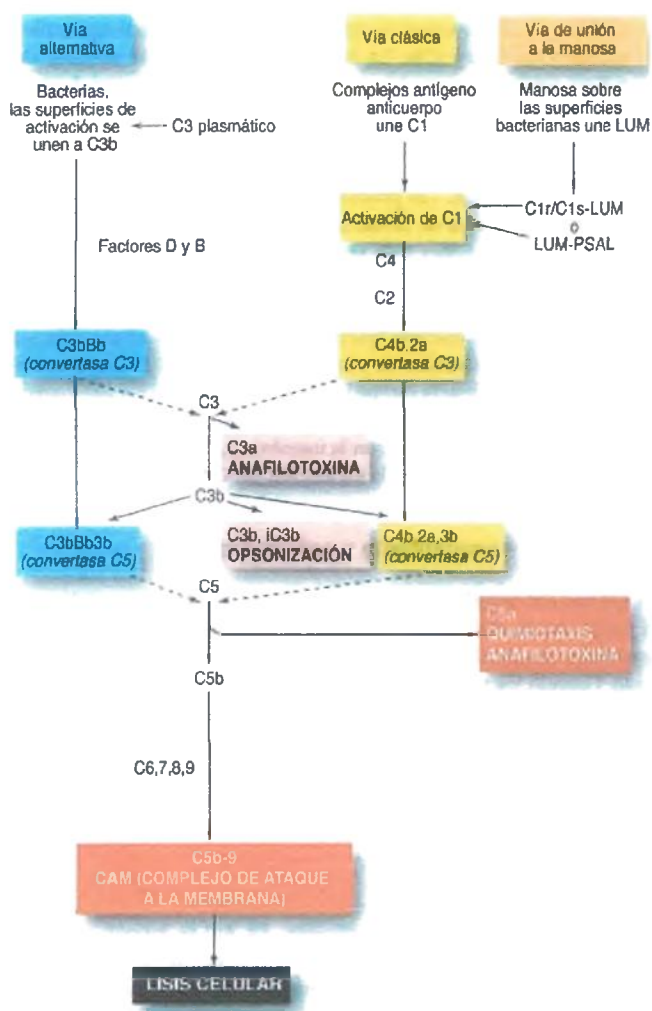 Vía
alternativa
Bacterias,
las superficies de
activación se
unen a C3b
C3 plasmático
Factores D y B
Vía clásica
Complejos antígeno
anticuerpo
une C1
Vía de unión
a la manosa
Manosa sobre
las superficies
bacterianas une LUM
Activación de C1
C1r/C1s-LUM
o
LUM-PSAL
C4
C2
C3bBb
(convertasa C3)
C4b.2a
(convertasa C3)
C3
C3a
ANAFILOTOXINA
C3b
C3bBb3b
(convertasa C5)
C3b, iC3b
OPSONIZACIÓN
C4b.2a,3b
(convertasa C5)
C5
C5a
QUIMIOTAXIS
ANAFILOTOXINA
C5b
C6,7,8,9
C5b-9
CAM (COMPLEJO DE ATAQUE
A LA MEMBRANA)
LISIS CELULAR